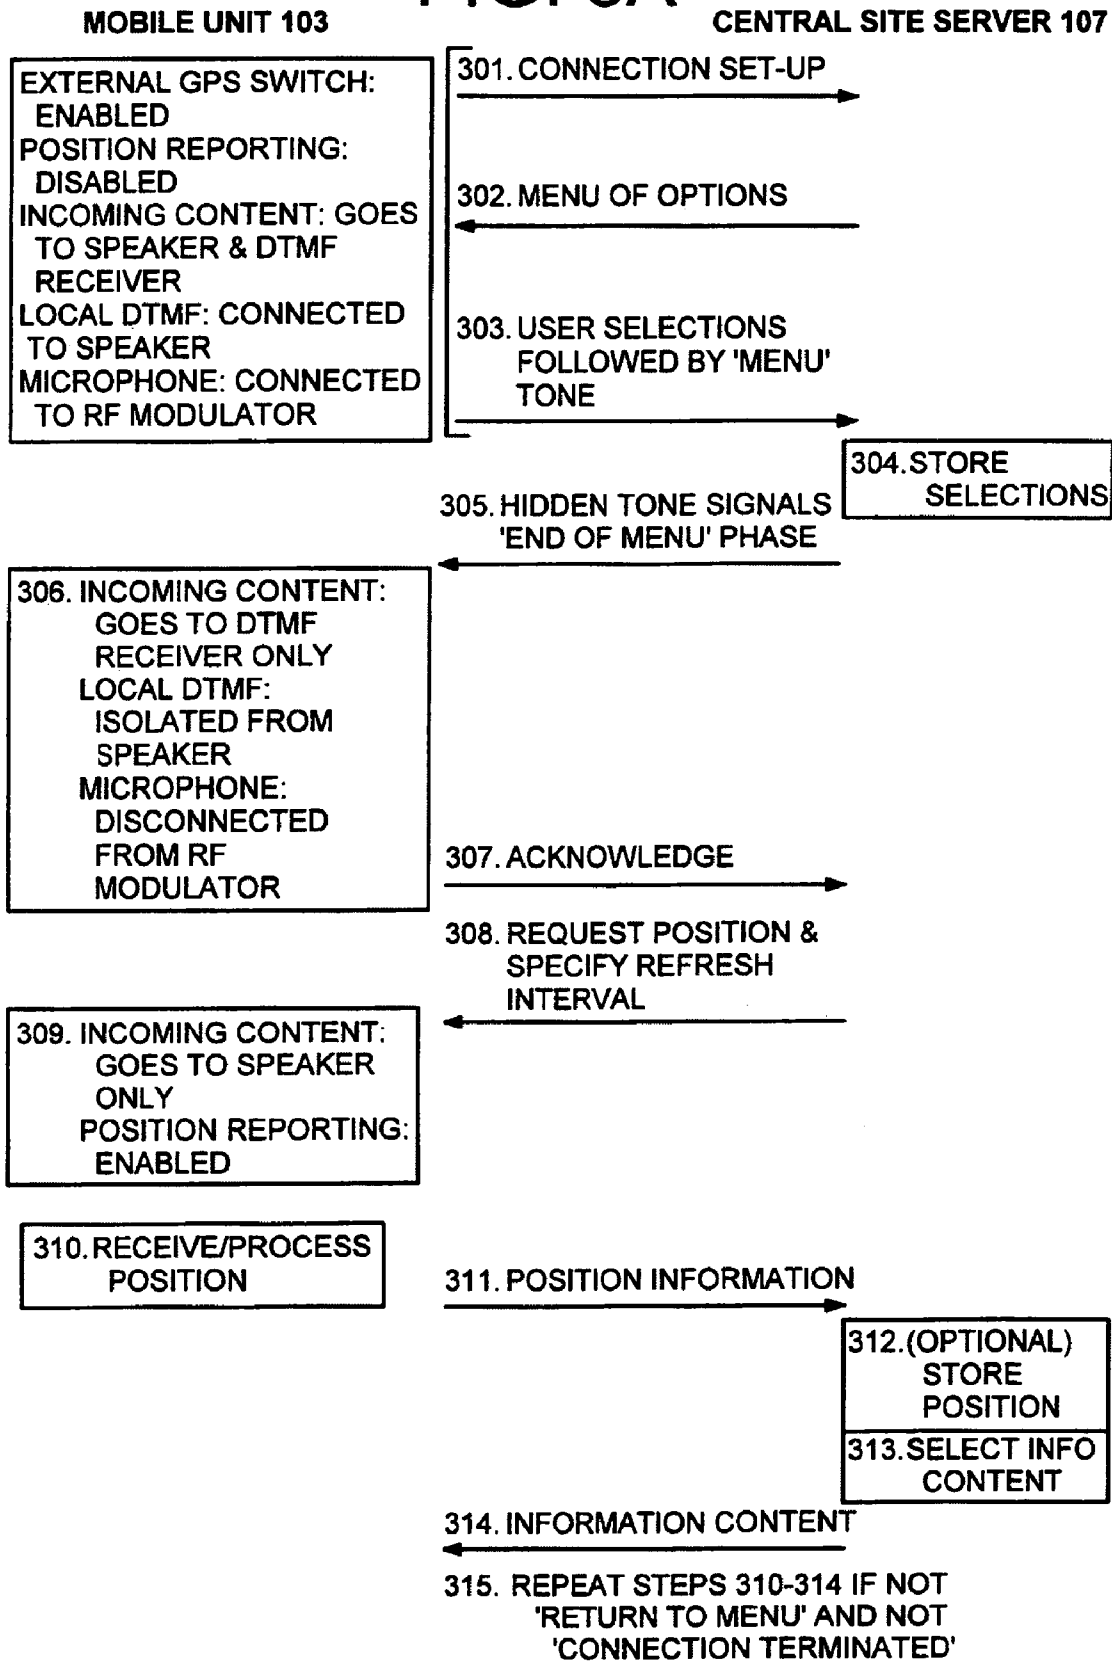 MOBILE UNIT 103
CENTRAL SITE SERVER 107
EXTERNAL GPS SWITCH:
ENABLED
POSITION REPORTING:
DISABLED
INCOMING CONTENT: GOES
TO SPEAKER & DTMF
RECEIVER
LOCAL DTMF: CONNECTED
TO SPEAKER
MICROPHONE: CONNECTED
TO RF MODULATOR
301. CONNECTION SET-UP
302. MENU OF OPTIONS
303. USER SELECTIONS
FOLLOWED BY 'MENU'
TONE
304. STORE
SELECTIONS
305. HIDDEN TONE SIGNALS
'END OF MENU' PHASE
306. INCOMING CONTENT:
GOES TO DTMF
RECEIVER ONLY
LOCAL DTMF:
ISOLATED FROM
SPEAKER
MICROPHONE:
DISCONNECTED
FROM RF
MODULATOR
307. ACKNOWLEDGE
308. REQUEST POSITION &
SPECIFY REFRESH
INTERVAL
309. INCOMING CONTENT:
GOES TO SPEAKER
ONLY
POSITION REPORTING:
ENABLED
310. RECEIVE/PROCESS
POSITION
311. POSITION INFORMATION
312. (OPTIONAL)
STORE
POSITION
313. SELECT INFO
CONTENT
314. INFORMATION CONTENT
315. REPEAT STEPS 310-314 IF NOT
'RETURN TO MENU' AND NOT
'CONNECTION TERMINATED'